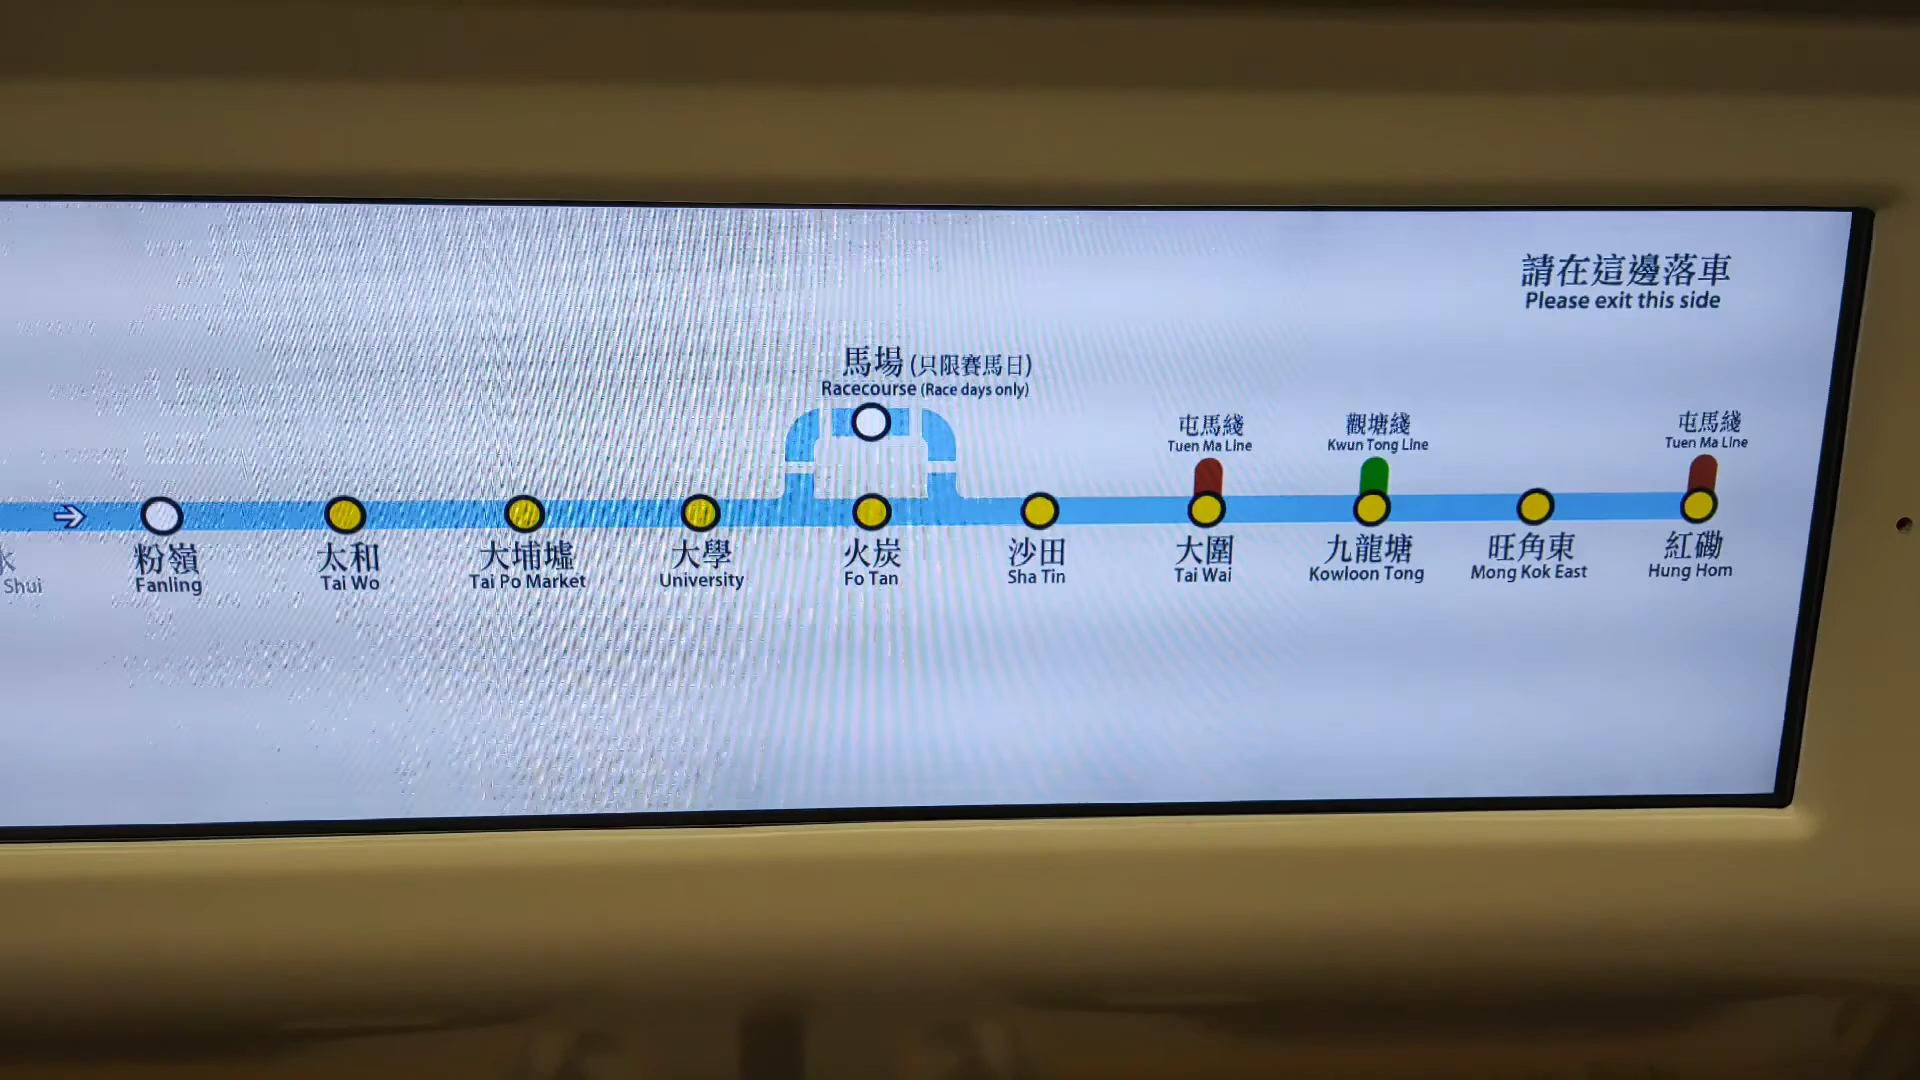 請在這邊落車
Please exit this side
馬場 (只限賽馬日)
Racecourse (Race days only)
屯馬綫
Tuen Ma Line
觀塘綫
Kwun Tong Line
屯馬綫
Tuen Ma Line
水
Shui
粉嶺
Fanling
太和
Tai Wo
大埔墟
Tai Po Market
大學
University
火炭
Fo Tan
沙田
Sha Tin
大圍
Tai Wai
九龍塘
Kowloon Tong
旺角東
Mong Kok East
紅磡
Hung Hom